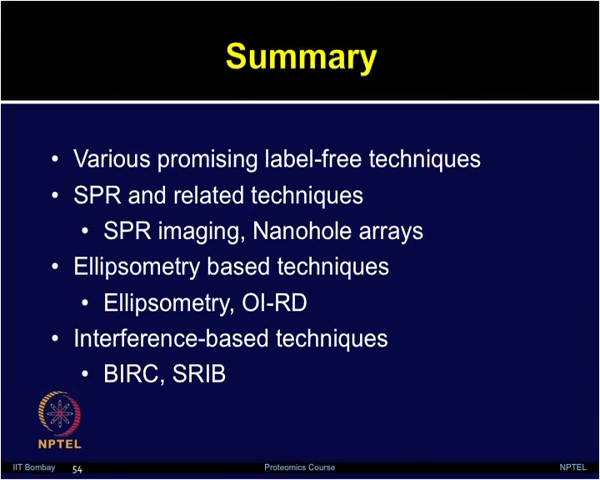 Summary
• Various promising label-free techniques
• SPR and related techniques
• SPR imaging, Nanohole arrays
• Ellipsometry based techniques
• Ellipsometry, OI-RD
• Interference-based techniques
• BIRC, SRIB
NPTEL
IIT Bombay 54 Proteomics Course NPTEL